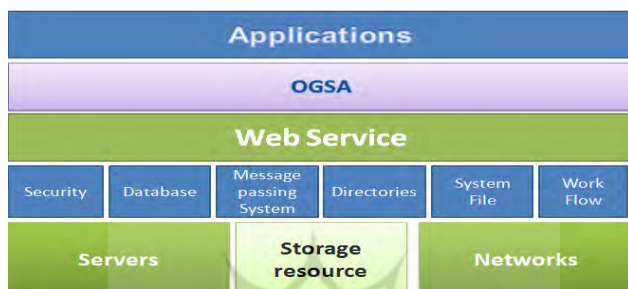 Applications
OGSA
Web Service
Security
Database
Message
passing
System
Directories
System
File
Work
Flow
Servers
Storage
resource
Networks